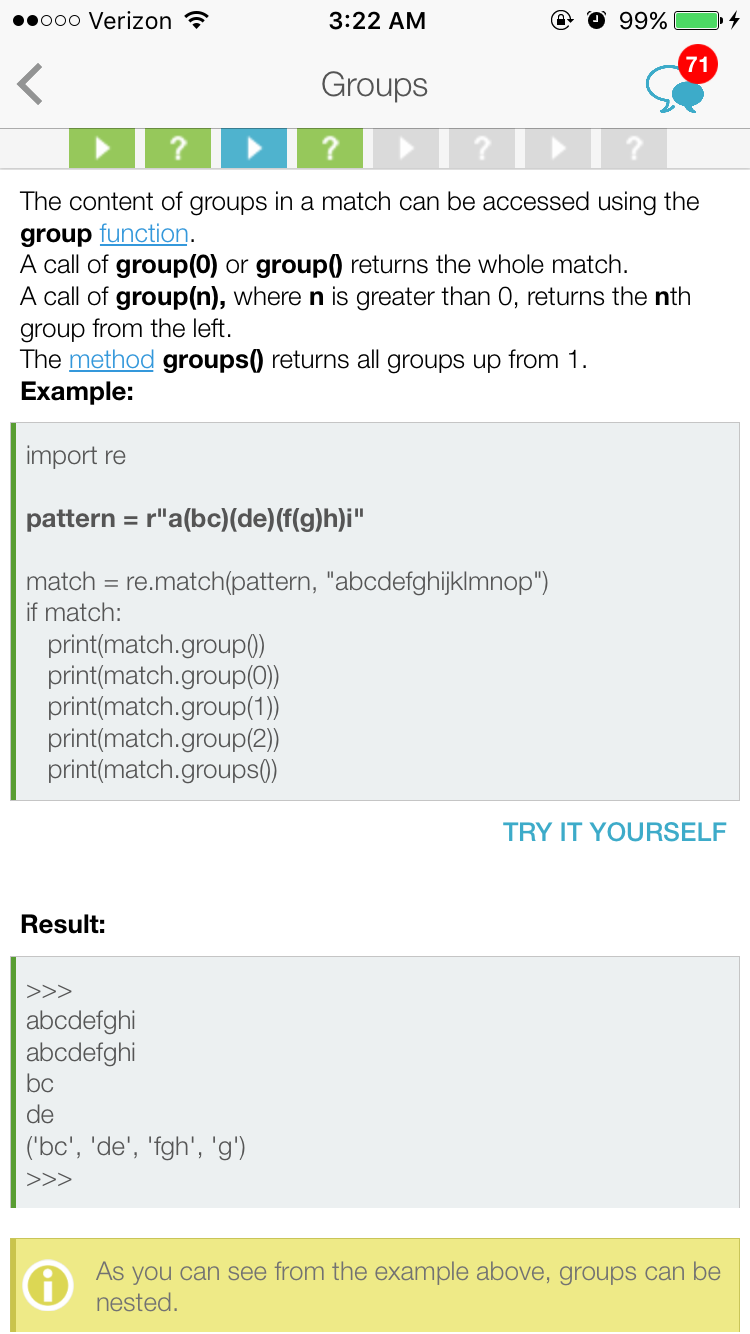 Verizon 3:22 AM 99%
Groups 71
? ? ? ?
The content of groups in a match can be accessed using the
group function.
A call of group(0) or group() returns the whole match.
A call of group(n), where n is greater than 0, returns the nth
group from the left.
The method groups() returns all groups up from 1.
Example:
import re
pattern = r"a(bc)(de)(f(g)h)i"
match = re.match(pattern, "abcdefghijklmnop")
if match:
print(match.group())
print(match.group(0))
print(match.group(1))
print(match.group(2))
print(match.groups())
TRY IT YOURSELF
Result:
>>>
abcdefghi
abcdefghi
bc
de
('bc', 'de', 'fgh', 'g')
>>>
As you can see from the example above, groups can be
nested.